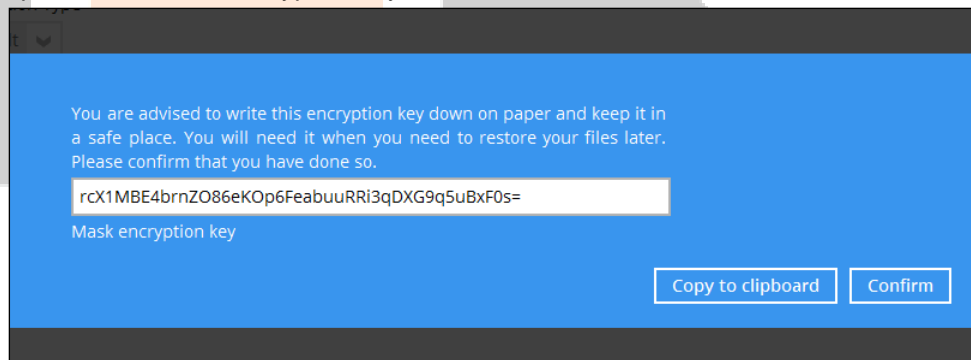 You are advised to write this encryption key down on paper and keep it in
a safe place. You will need it when you need to restore your files later.
Please confirm that you have done so.
rcX1MBE4brnZO86eKOp6FeabuuRRi3qDXG9q5uBxF0s=
Mask encryption key
Copy to clipboard
Confirm